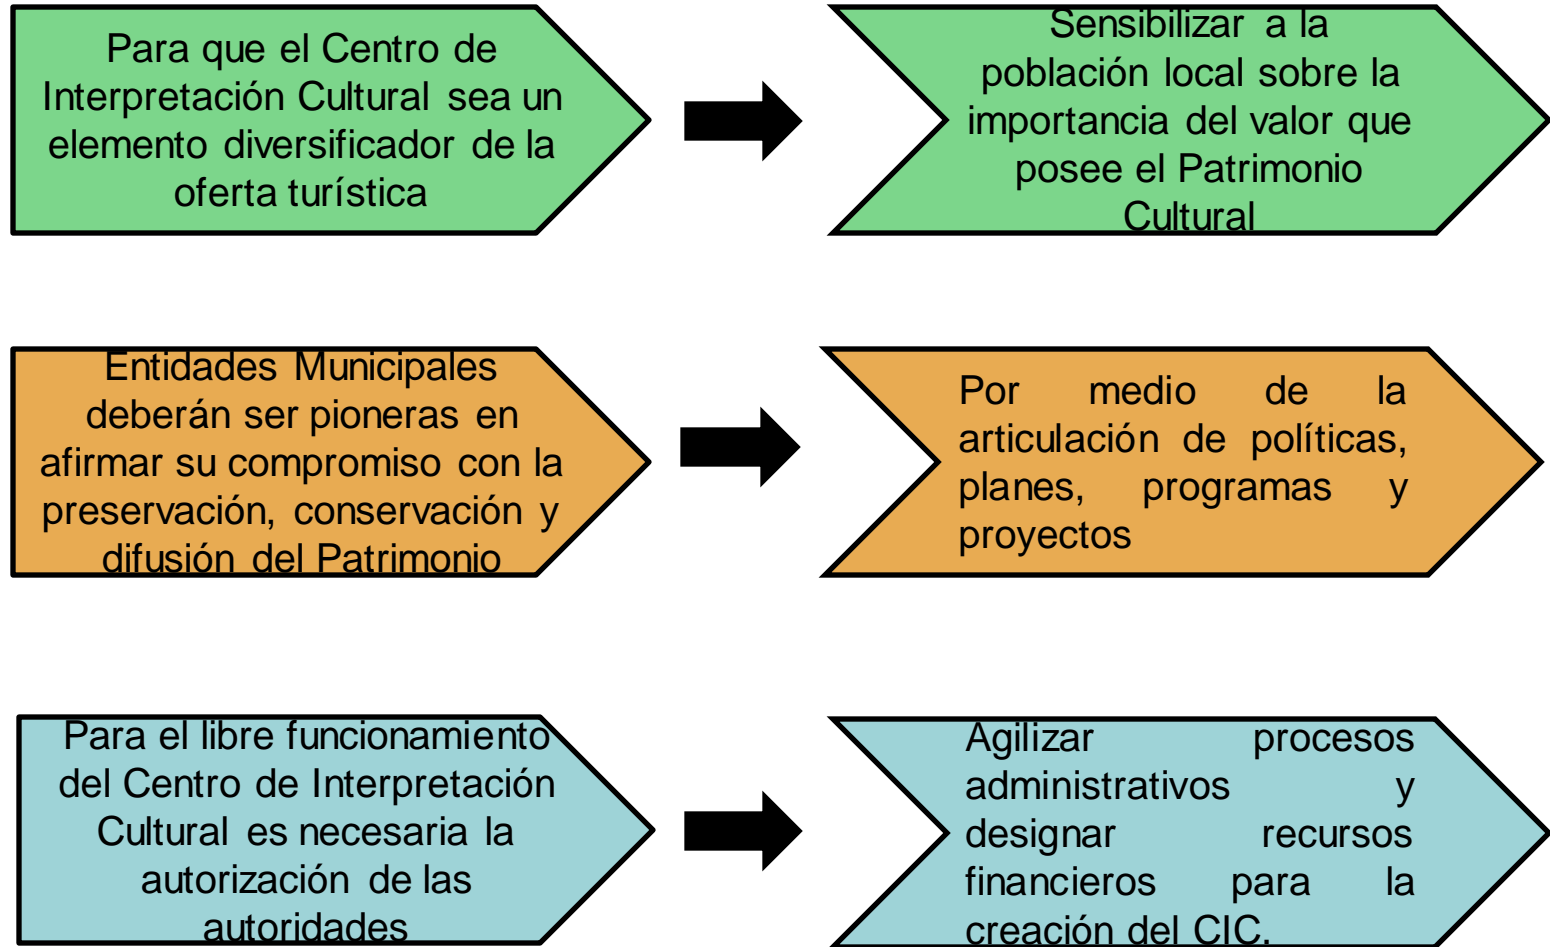 Para que el Centro de
Interpretación Cultural sea un
elemento diversificador de la
oferta turística
Sensibilizar a la
población local sobre la
importancia del valor que
posee el Patrimonio
Cultural
Entidades Municipales
deberán ser pioneras en
afirmar su compromiso con la
preservación, conservación y
difusión del Patrimonio
Por medio de la
articulación de políticas,
planes, programas y
proyectos
Para el libre funcionamiento
del Centro de Interpretación
Cultural es necesaria la
autorización de las
autoridades
Agilizar procesos
administrativos y
designar recursos
financieros para la
creación del CIC.